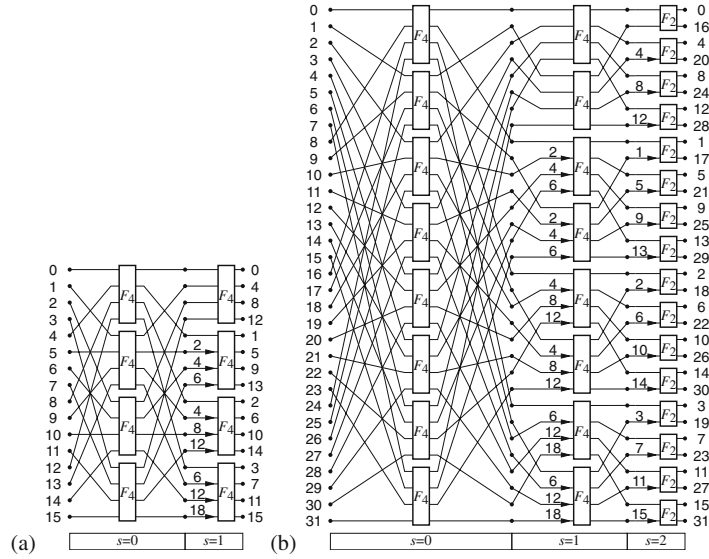 0 0
1 4
F4 F4
2 8
3 12
4 1
5 2 5
F4 F4
6 4 9
7 6 13
8 2
9 4 6
F4 F4
10 8 10
11 12 14
12 3
13 6 7
F4 F4
14 12 11
15 18 15
(a)
s=0 s=1
0 0
F2
1 16
F4 F4
2 4
F2
3 4 20
4 8
F2
5 8 24
F4 F4
6 12
F2
7 12 28
8 1
F2
9 2 1 17
F4 F4
10 4 5
F2
11 6 5 21
12 9
F2
13 2 9 25
F4 F4
14 4 13
F2
15 6 13 29
16 2
F2
17 4 2 18
F4 F4
18 8 6
F2
19 12 6 22
20 10
F2
21 4 10 26
F4 F4
22 8 14
F2
23 12 14 30
24 3
F2
25 6 3 19
F4 F4
26 12 7
F2
27 18 7 23
28 11
F2
29 6 11 27
F4 F4
30 12 15
F2
31 18 15 31
(b)
s=0 s=1 s=2